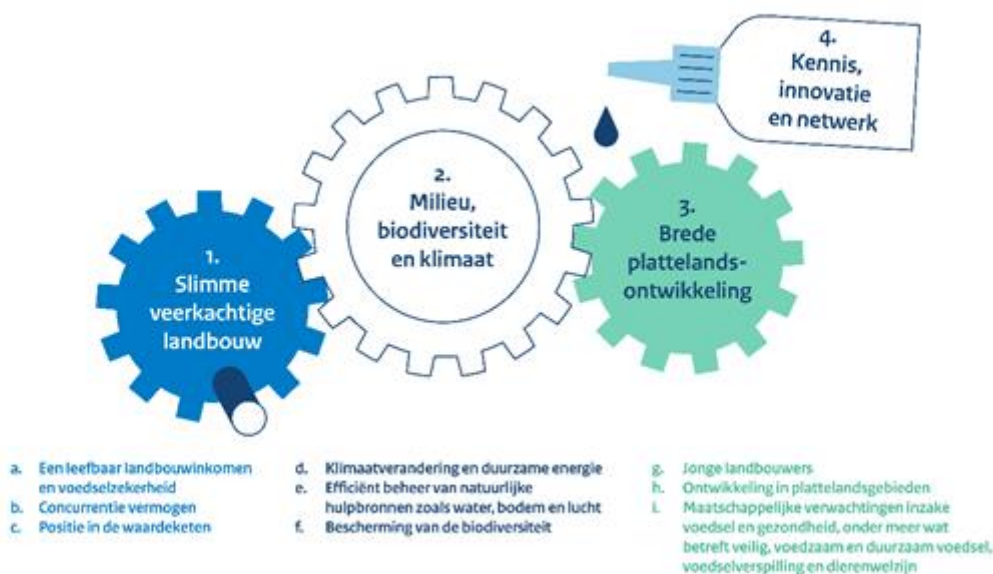 1.
Slimme
veerkachtige
landbouw
2.
Milieu,
biodiversiteit
en klimaat
3.
Brede
plattelands-
ontwikkeling
4.
Kennis,
innovatie
en netwerk
a. Een leefbaar landbouwinkomen
en voedselzekerheid
b. Concurrentie vermogen
c. Positie in de waardeketen
d. Klimaatverandering en duurzame energie
e. Efficiënt beheer van natuurlijke
hulpbronnen zoals water, bodem en lucht
f. Bescherming van de biodiversiteit
g. Jonge landbouwers
h. Ontwikkeling in plattelandsgebieden
i. Maatschappelijke verwachtingen inzake
voedsel en gezondheid, onder meer wat
betreft veilig, voedzaam en duurzaam voedsel,
voedselverspilling en dierenwelzijn